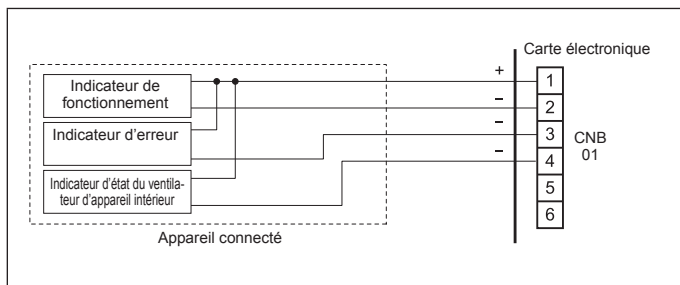 Carte électronique
Indicateur de
fonctionnement
Indicateur d'erreur
Indicateur d'état du ventila-
teur d'appareil intérieur
Appareil connecté
+
−
−
−
1
2
3
4
5
6
CNB
01